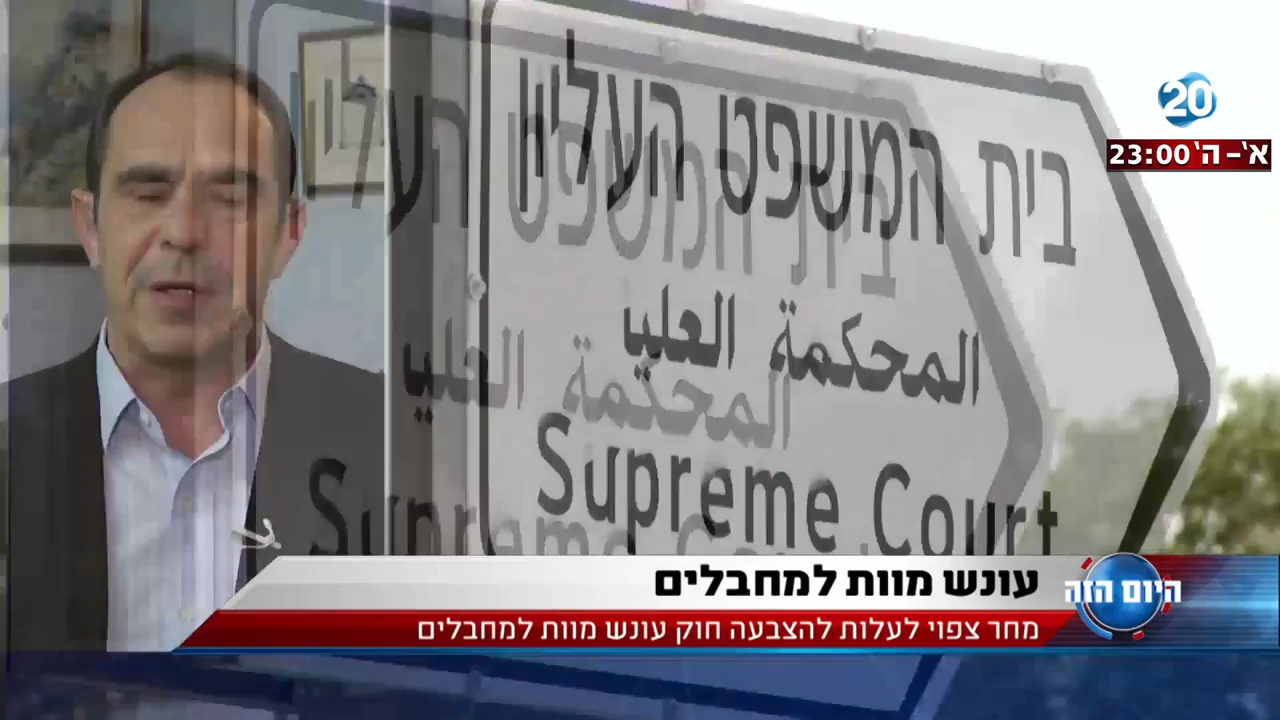 20
א'-ה' 23:00
בית המשפט העליון
המحكمة العليا
Supreme Court
עונש מוות למחבלים
היום הזה
מחר צפוי לעלות להצבעה חוק עונש מוות למחבלים